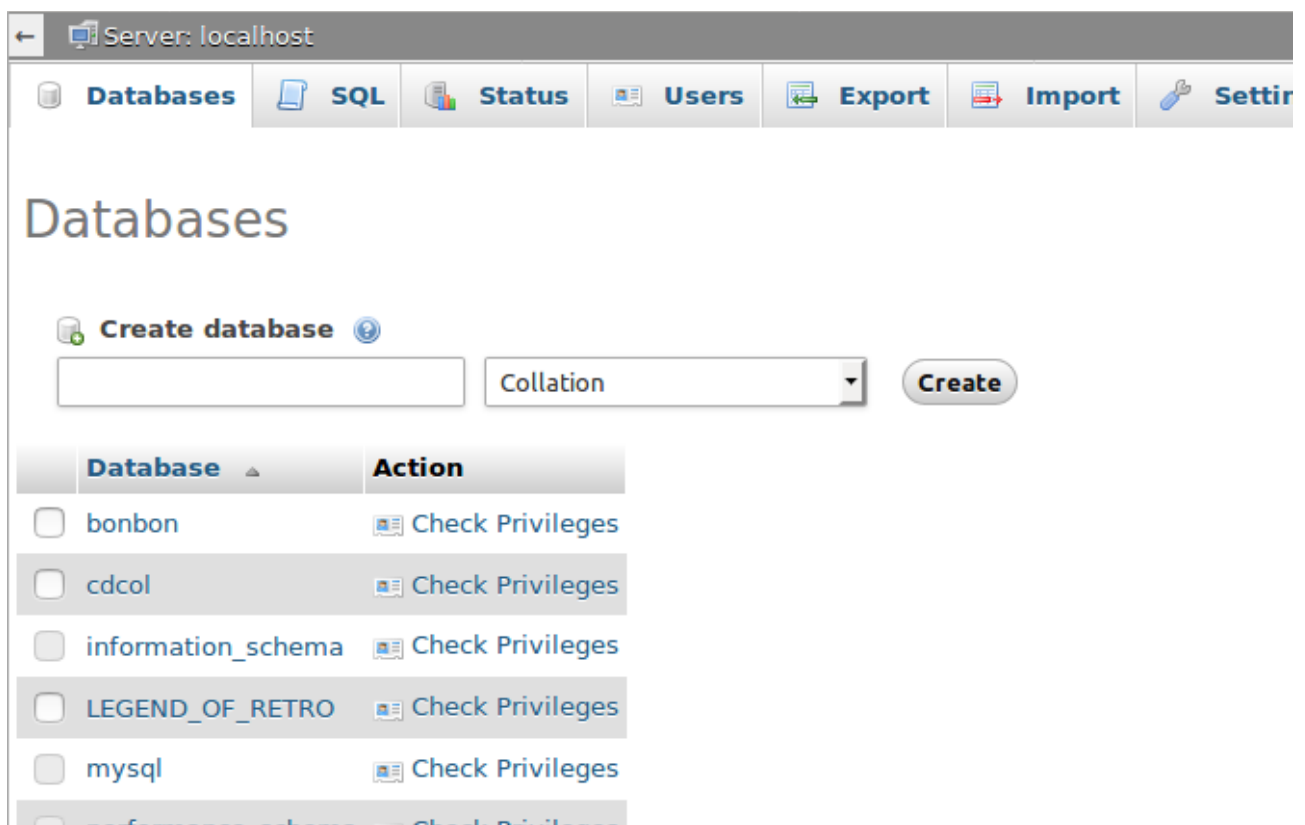 Server: localhost
Databases SQL Status Users Export Import Settin
Databases
Create database
Collation Create
Database Action
bonbon Check Privileges
cdcol Check Privileges
information_schema Check Privileges
LEGEND_OF_RETRO Check Privileges
mysql Check Privileges